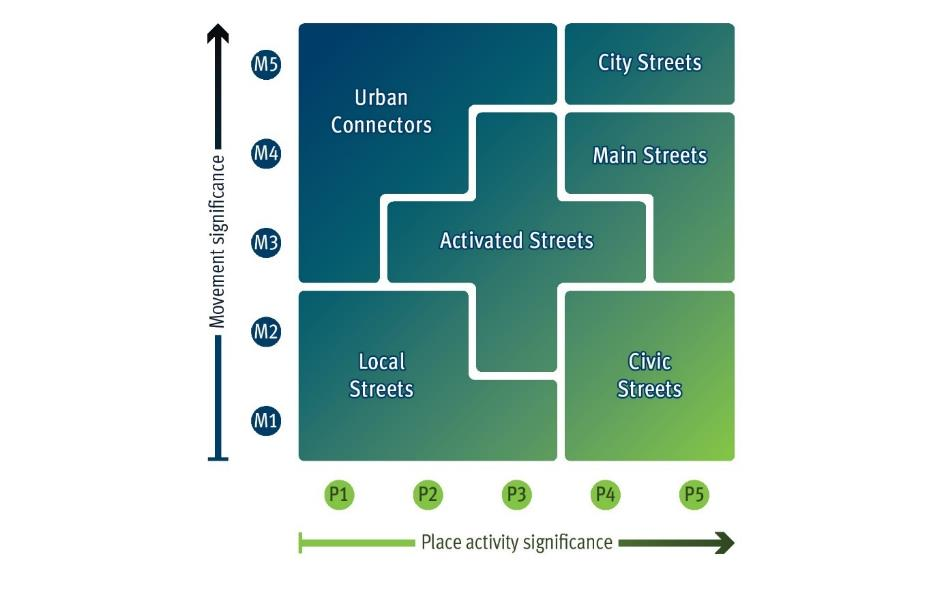 Movement significance
M5
M4
M3
M2
M1
Urban
Connectors
City Streets
Main Streets
Activated Streets
Local
Streets
Civic
Streets
P1
P2
P3
P4
P5
Place activity significance